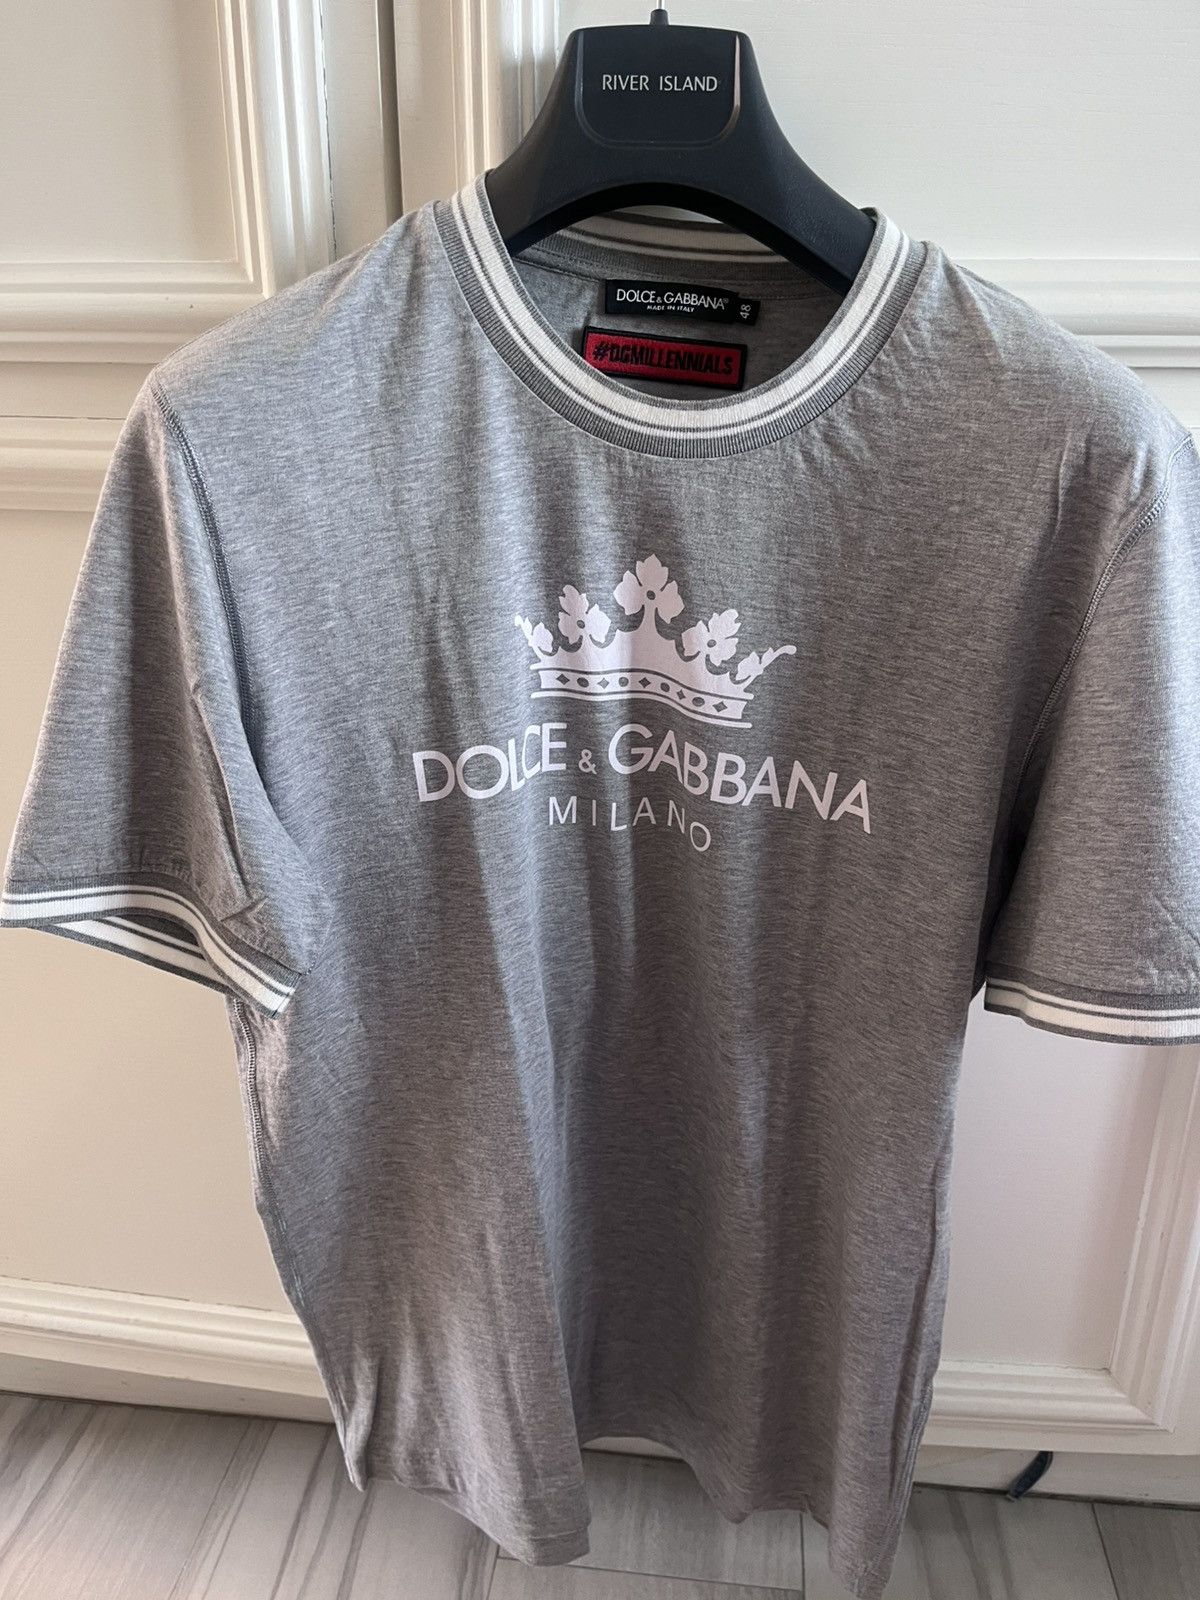 RIVER ISLAND
DOLCE & GABBANA®
MADE IN ITALY
48
#DGMILLENNIALS
DOLCE & GABBANA
MILANO